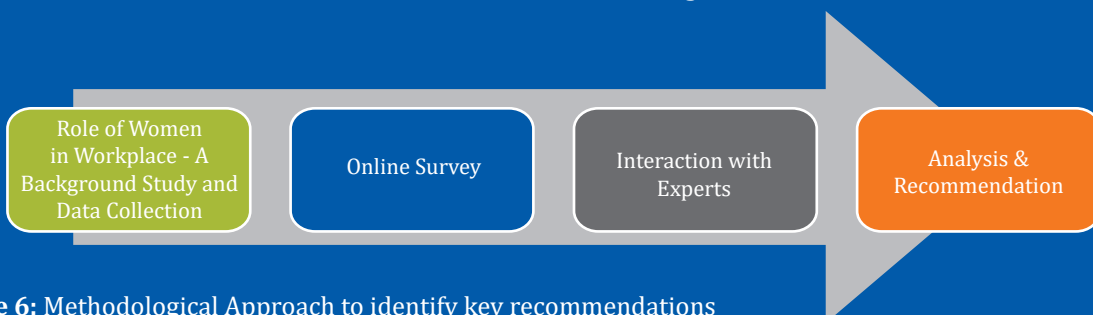 Role of Women
in Workplace - A
Background Study and
Data Collection
Online Survey
Interaction with
Experts
Analysis &
Recommendation
6: Methodological Approach to identify key recommendations